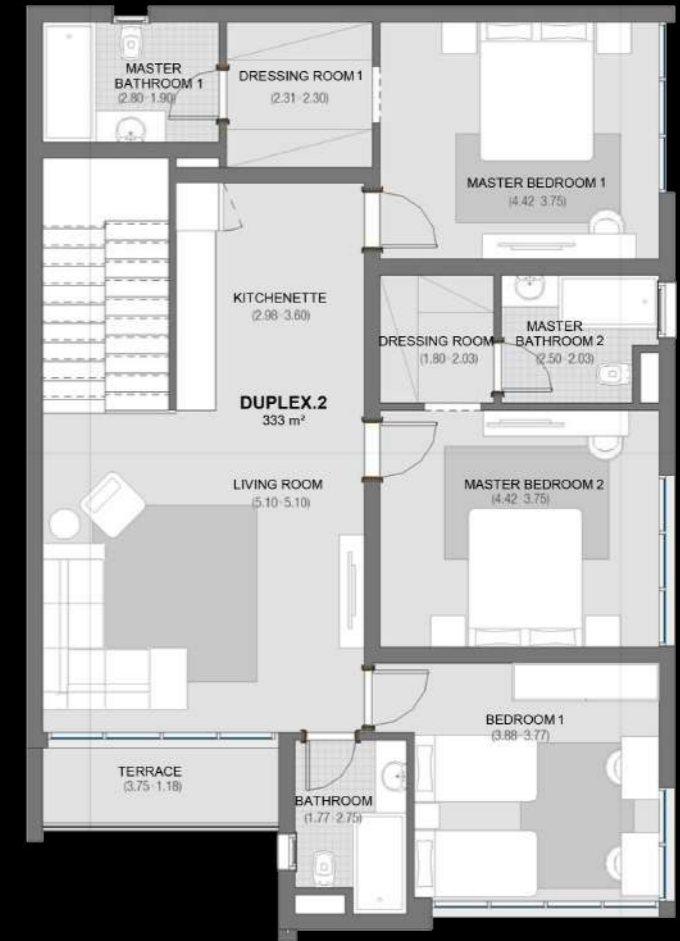 MASTER
BATHROOM 1
(2.80 1.90)
DRESSING ROOM 1
(2.31 2.30)
MASTER BEDROOM 1
(4.42 3.75)
KITCHENETTE
(2.98 3.60)
DRESSING ROOM
(1.80 2.03)
MASTER
BATHROOM 2
(2.50 2.03)
DUPLEX.2
333 m²
LIVING ROOM
(5.10 5.10)
MASTER BEDROOM 2
(4.42 3.75)
BEDROOM 1
(3.88 3.77)
TERRACE
(3.75 1.18)
BATHROOM
(1.77 2.75)